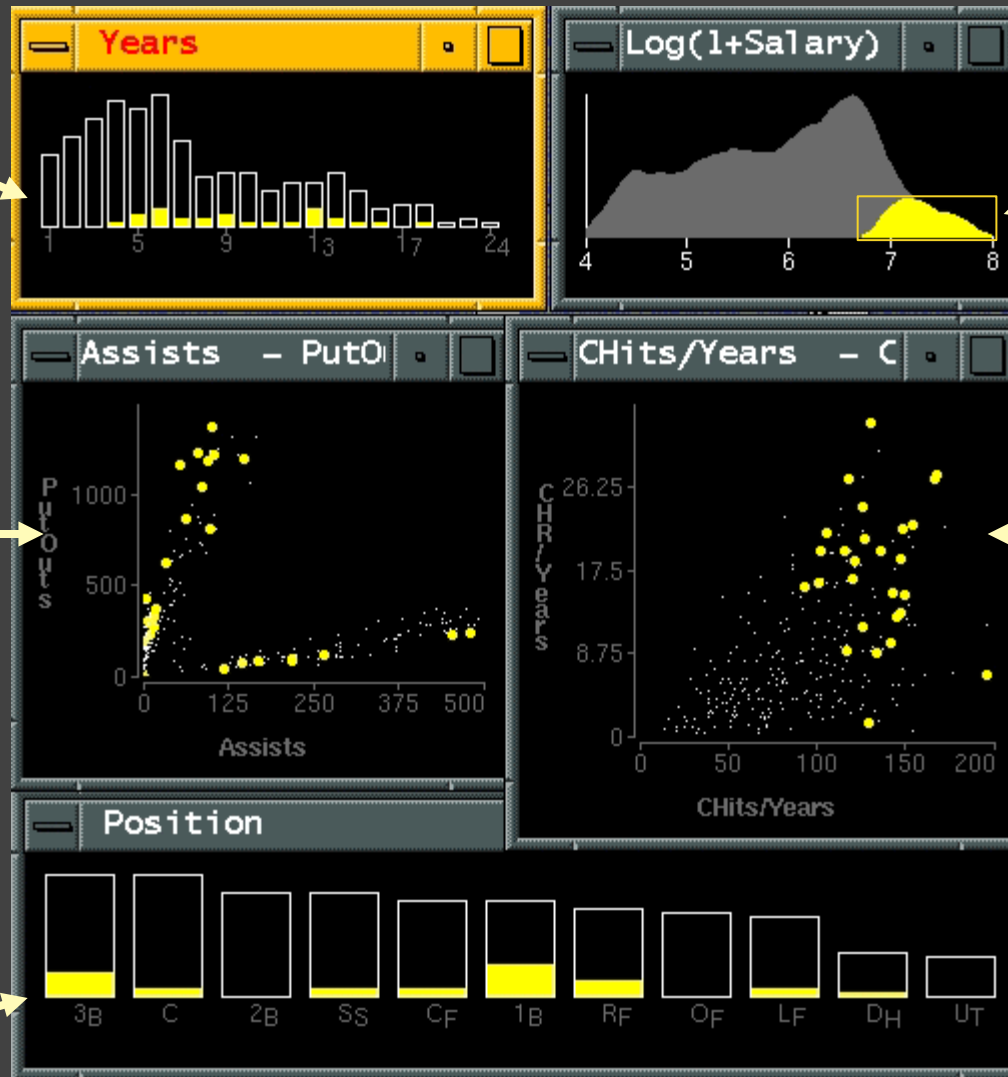 Years
1 5 9 13 17 24
Log(1+Salary)
4 5 6 7 8
Assists - PutO
PutOuts
1000
500
0
0 125 250 375 500
Assists
CHits/Years - C
CHR/Years
26.25
17.5
8.75
0
0 50 100 150 200
CHits/Years
Position
3B C 2B SS CF 1B RF OF LF DH UT